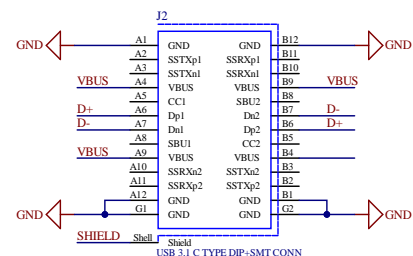 J2
GND A1 GND GND B12 GND
A2 SSTXp1 SSRXp1 B11
A3 SSTXn1 SSRXn1 B10
VBUS A4 VBUS VBUS B9 VBUS
A5 CC1 SBU2 B8
D+ A6 Dp1 Dn2 B7 D-
D- A7 Dn1 Dp2 B6 D+
A8 SBU1 CC2 B5
VBUS A9 VBUS VBUS B4
A10 SSRXn2 SSTXn2 B3
A11 SSRXp2 SSTXp2 B2
A12 GND GND B1
GND G1 GND GND G2 GND
SHIELD Shell Shield
USB 3.1 C TYPE DIP+SMT CONN